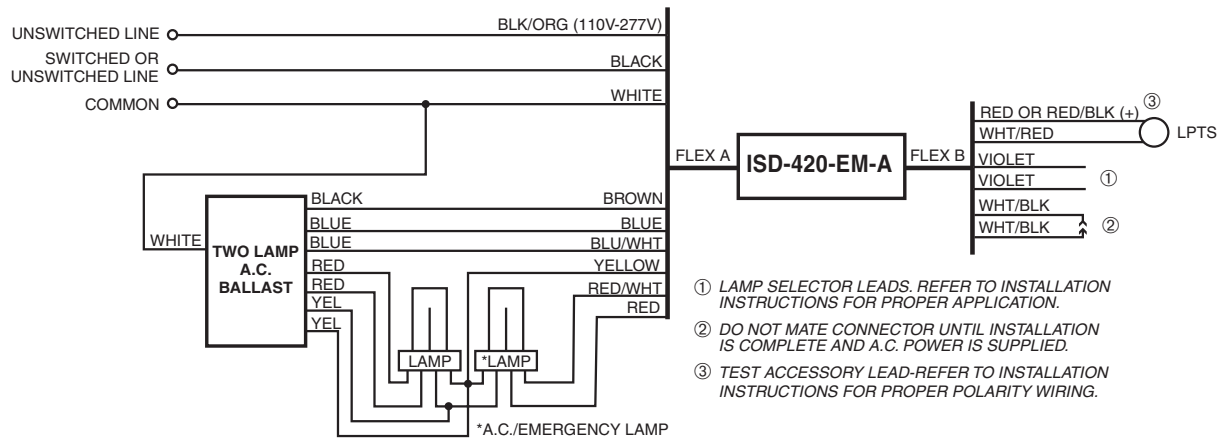 UNSWITCHED LINE
BLK/ORG (110V-277V)
SWITCHED OR
UNSWITCHED LINE
BLACK
COMMON
WHITE
FLEX A
ISD-420-EM-A
FLEX B
RED OR RED/BLK (+)
③
WHT/RED
LPTS
VIOLET
VIOLET
①
WHT/BLK
WHT/BLK
②
WHITE
TWO LAMP
A.C.
BALLAST
BLACK
BROWN
BLUE
BLUE
BLUE
BLU/WHT
RED
YELLOW
RED
RED/WHT
YEL
RED
YEL
LAMP
*LAMP
*A.C./EMERGENCY LAMP
① LAMP SELECTOR LEADS. REFER TO INSTALLATION
INSTRUCTIONS FOR PROPER APPLICATION.
② DO NOT MATE CONNECTOR UNTIL INSTALLATION
IS COMPLETE AND A.C. POWER IS SUPPLIED.
③ TEST ACCESSORY LEAD-REFER TO INSTALLATION
INSTRUCTIONS FOR PROPER POLARITY WIRING.